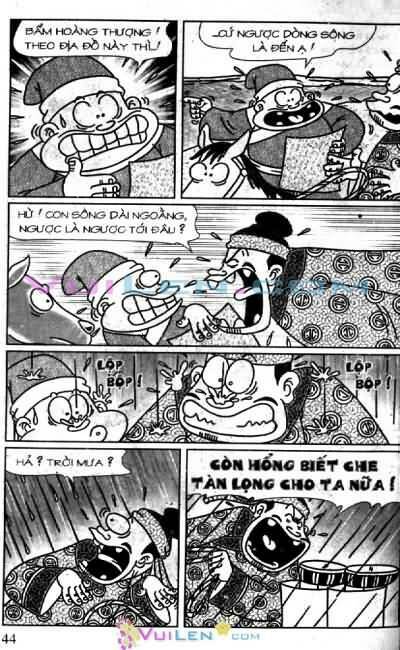 BẨM HOÀNG THƯỢNG!
THEO ĐỊA ĐỒ NÀY THÌ...!
...CỨ NGƯỢC DÒNG SÔNG
LÀ ĐẾN Ạ!
HỪ! CON SÔNG DÀI NGOẰNG,
NGƯỢC LÀ NGƯỢC TỚI ĐÂU?
VUILEN.COM
LỘP
BỘP!
LỘP
BỘP!
HẢ? TRỜI MƯA?
CÒN HỔNG BIẾT CHE
TÀN LỌNG CHO TA NỮA!
44
VUILEN.COM